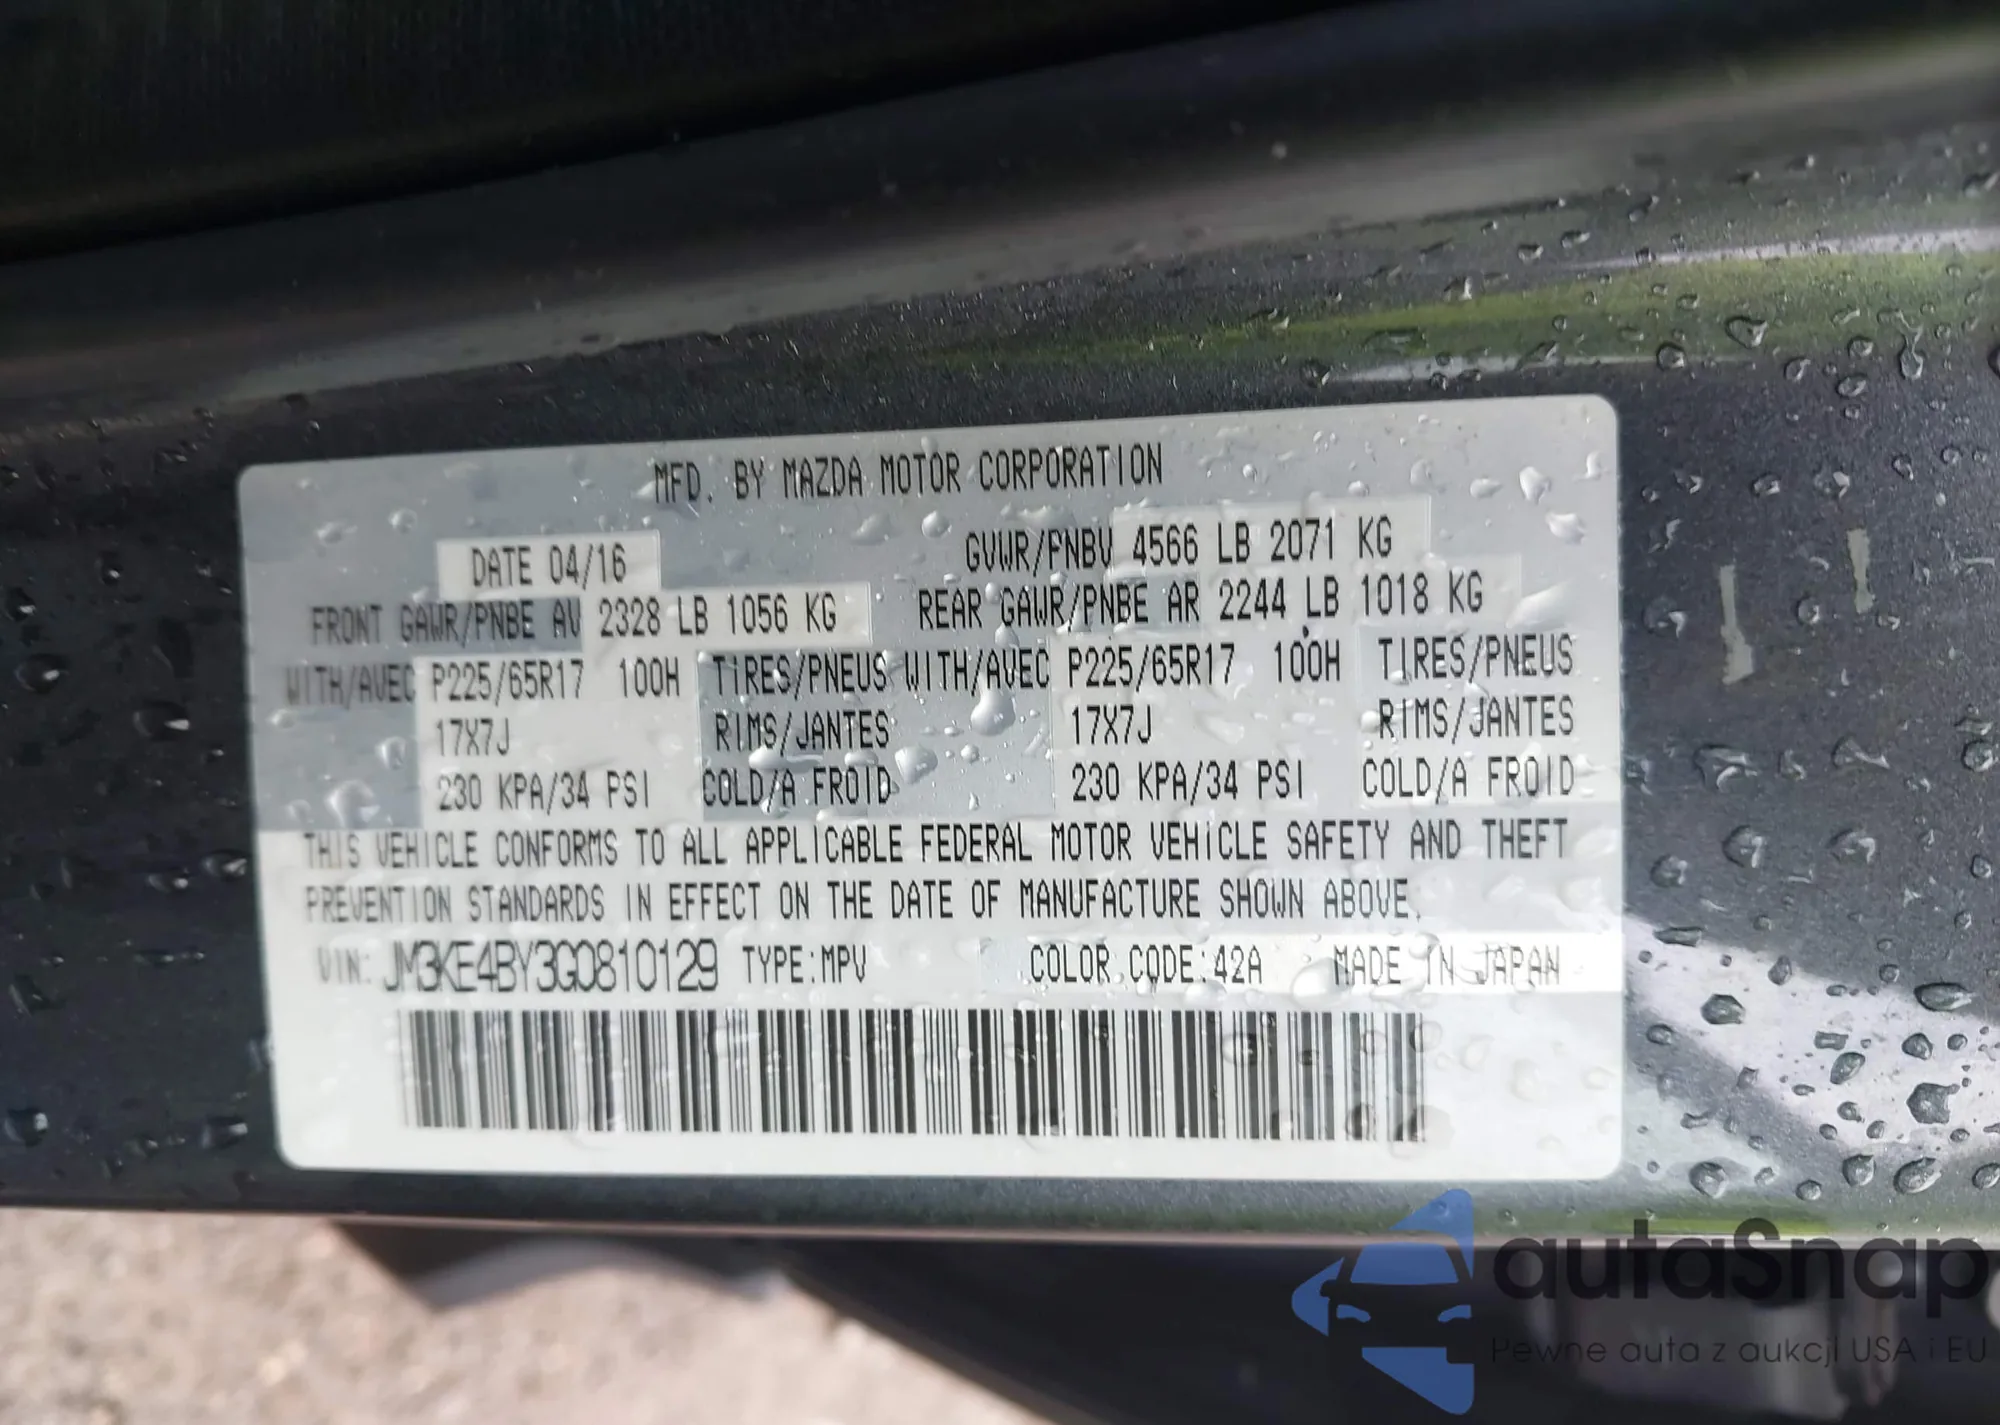 MFD. BY MAZDA MOTOR CORPORATION
DATE 04/16 GVWR/PNBV 4566 LB 2071 KG
FRONT GAWR/PNBE AV 2328 LB 1056 KG REAR GAWR/PNBE AR 2244 LB 1018 KG
WITH/AVEC P225/65R17 100H TIRES/PNEUS WITH/AVEC P225/65R17 100H TIRES/PNEUS
17X7J RIMS/JANTES 17X7J RIMS/JANTES
230 KPA/34 PSI COLD/A FROID 230 KPA/34 PSI COLD/A FROID
THIS VEHICLE CONFORMS TO ALL APPLICABLE FEDERAL MOTOR VEHICLE SAFETY AND THEFT
PREVENTION STANDARDS IN EFFECT ON THE DATE OF MANUFACTURE SHOWN ABOVE.
VIN: JM3KE4BY3G0810129 TYPE:MPV COLOR CODE:42A MADE IN JAPAN
autaSnap
Pewne auta z aukcji USA i EU